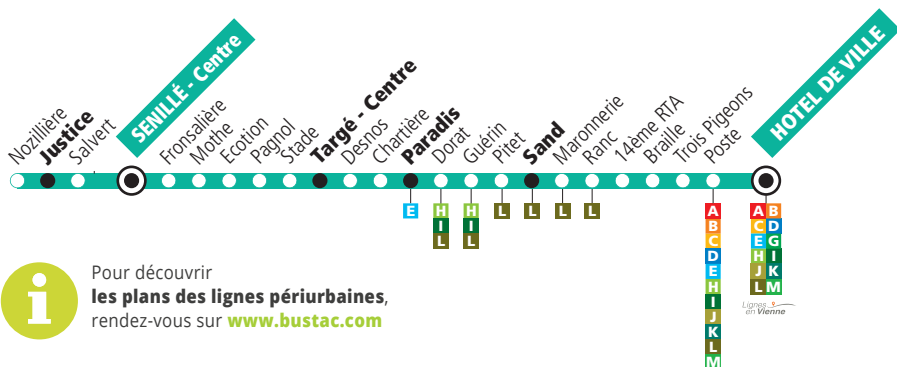 Nozillière
Justice
Salvert
SENILLÉ - Centre
Fronsalière
Mothe
Ecotion
Pagnol
Stade
Targé - Centre
Desnos
Chartière
Paradis
Dorat
Guérin
Pitet
Sand
Maronnerie
Ranc
14ème RTA
Braille
Trois Pigeons
Poste
HOTEL DE VILLE
E
H
I
L
H
I
L
L
L
L
L
A
B
C
D
E
H
I
J
K
L
M
A B
C D
E G
H I
J K
L M
Lignes
en Vienne
i
Pour découvrir
les plans des lignes périurbaines,
rendez-vous sur www.bustac.com